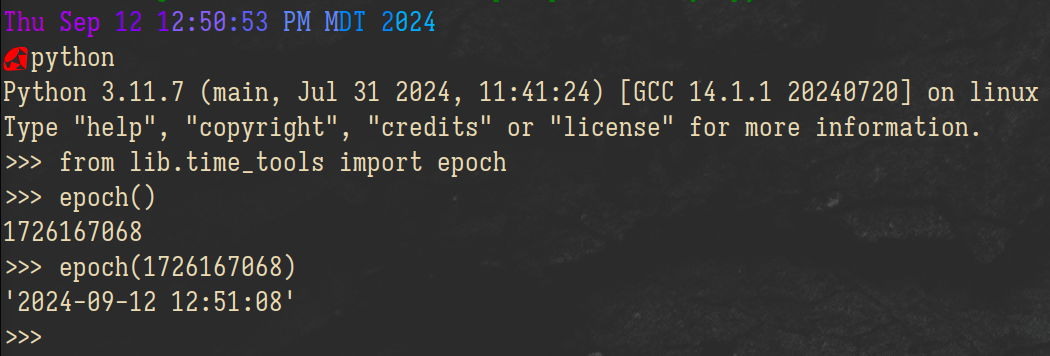 Thu Sep 12 12:50:53 PM MDT 2024
python
Python 3.11.7 (main, Jul 31 2024, 11:41:24) [GCC 14.1.1 20240720] on linux
Type "help", "copyright", "credits" or "license" for more information.
>>> from lib.time_tools import epoch
>>> epoch()
1726167068
>>> epoch(1726167068)
'2024-09-12 12:51:08'
>>>